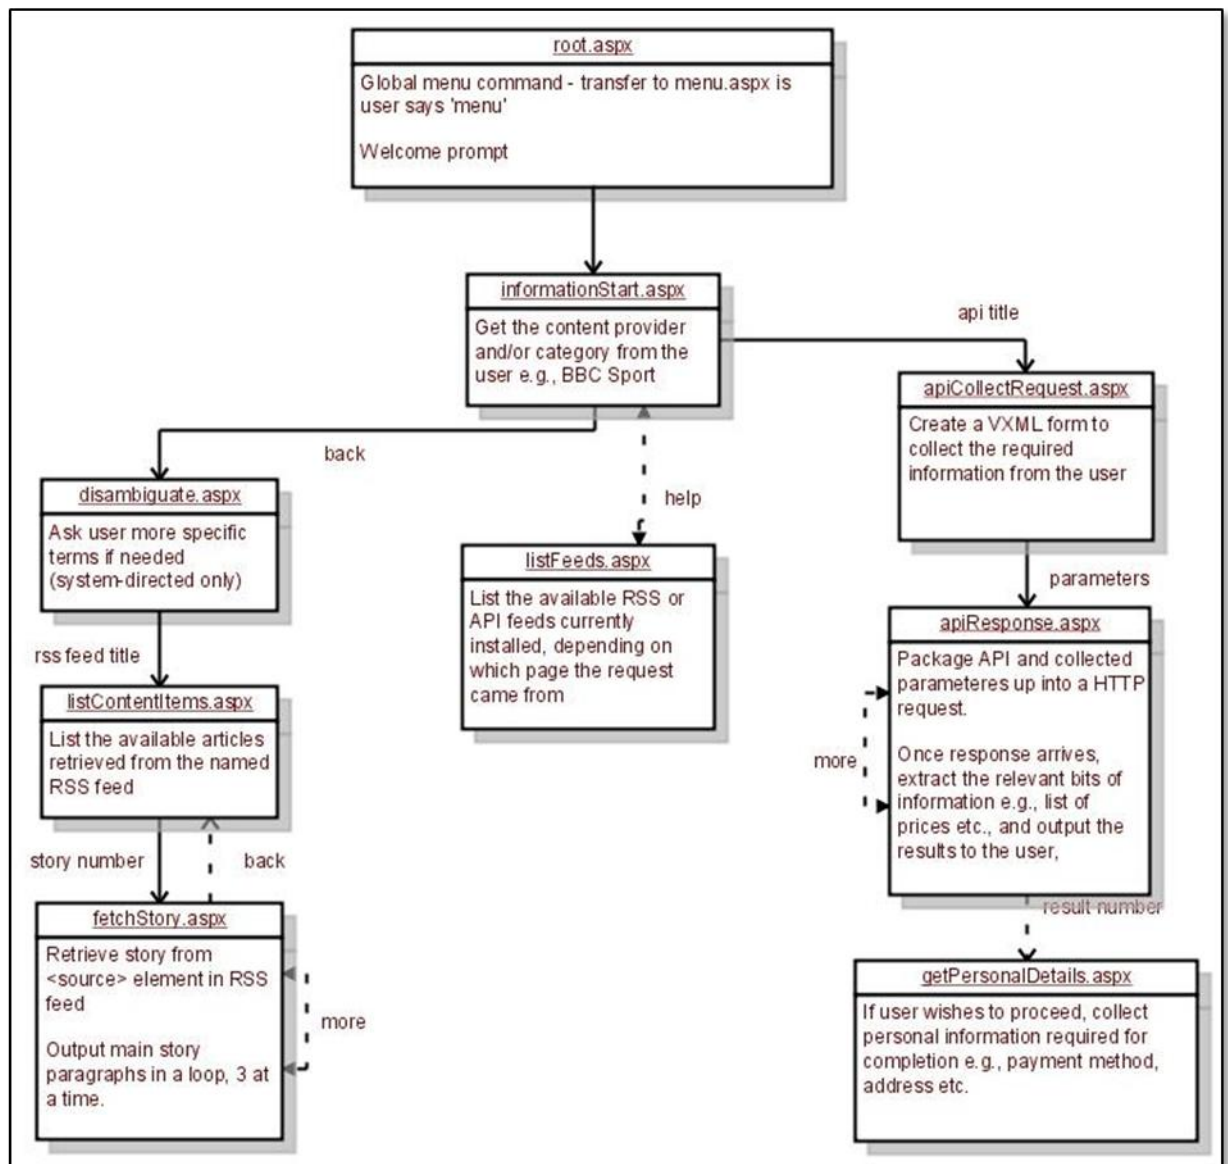 root.aspx
Global menu command - transfer to menu.aspx is
user says 'menu'
Welcome prompt
informationStart.aspx
Get the content provider
and/or category from the
user e.g., BBC Sport
api title
apiCollectRequest.aspx
Create a VXML form to
collect the required
information from the user
back
disambiguate.aspx
Ask user more specific
terms if needed
(system-directed only)
help
listFeeds.aspx
List the available RSS or
API feeds currently
installed, depending on
which page the request
came from
parameters
apiResponse.aspx
Package API and collected
parameteres up into a HTTP
request.
Once response arrives,
extract the relevant bits of
information e.g., list of
prices etc., and output the
results to the user,
more
rss feed title
listContentItems.aspx
List the available articles
retrieved from the named
RSS feed
story number
back
fetchStory.aspx
Retrieve story from
<source> element in RSS
feed
Output main story
paragraphs in a loop, 3 at
a time.
more
result number
getPersonalDetails.aspx
If user wishes to proceed, collect
personal information required for
completion e.g., payment method,
address etc.